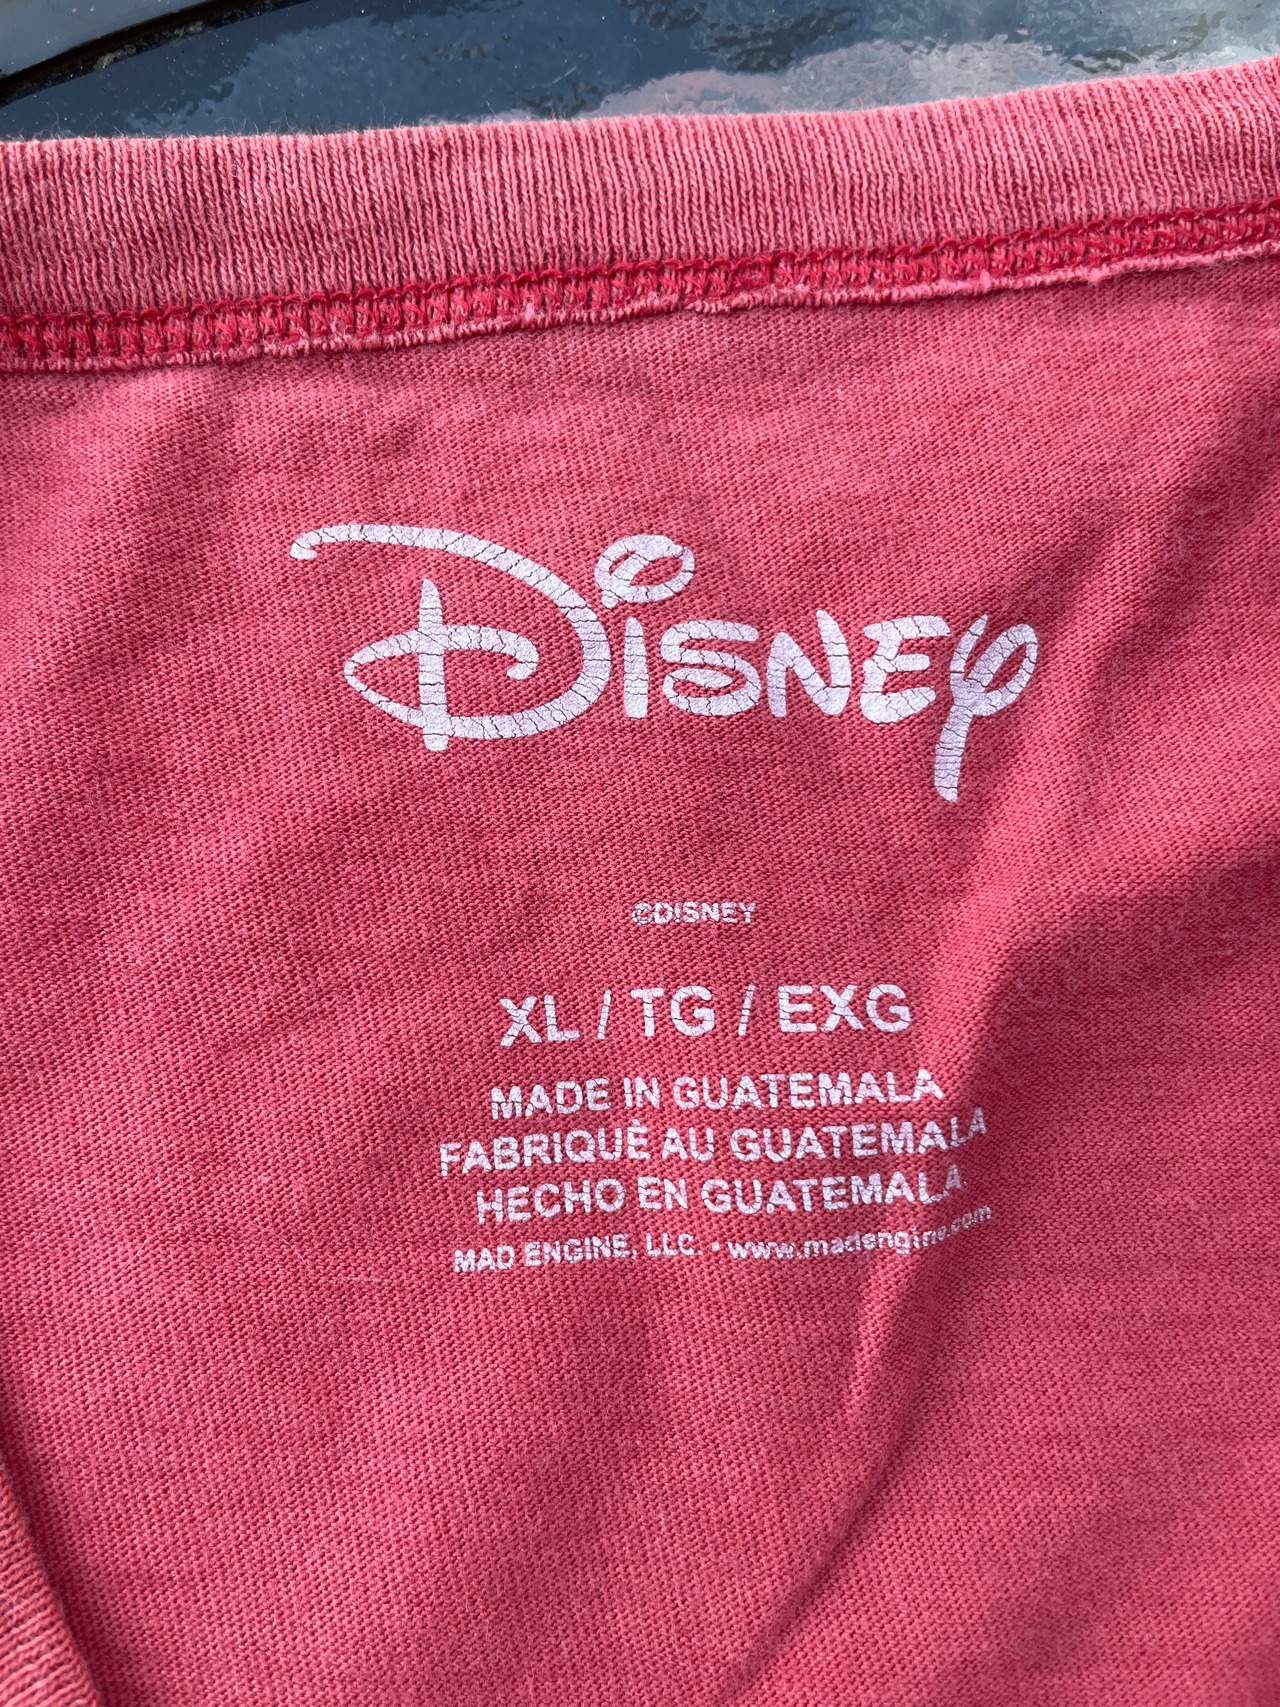 Disney
©DISNEY
XL / TG / EXG
MADE IN GUATEMALA
FABRIQUÉ AU GUATEMALA
HECHO EN GUATEMALA
MAD ENGINE, LLC. • www.madengine.com